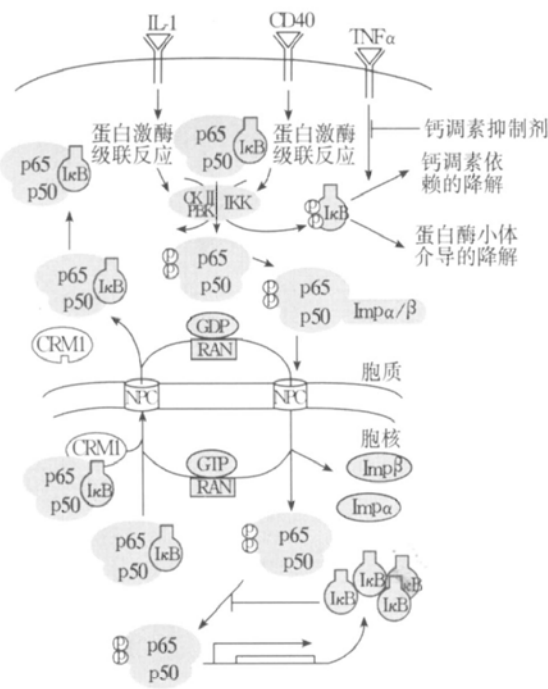 IL-1
CD40
TNFα
蛋白激酶
级联反应
p65
p50
IκB
蛋白激酶
级联反应
钙调素抑制剂
p65
p50
IκB
CKII
PBK
IKK
P
P
IκB
钙调素依
赖的降解
蛋白酶小体
介导的降解
P
P
p65
p50
p65
p50
IκB
P
P
p65
p50
Impα/β
CRM1
GDP
RAN
胞质
NPC
NPC
胞核
CRM1
p65
p50
IκB
GTP
RAN
Impβ
Impα
p65
p50
IκB
P
P
p65
p50
IκB
IκB
IκB
IκB
P
P
p65
p50